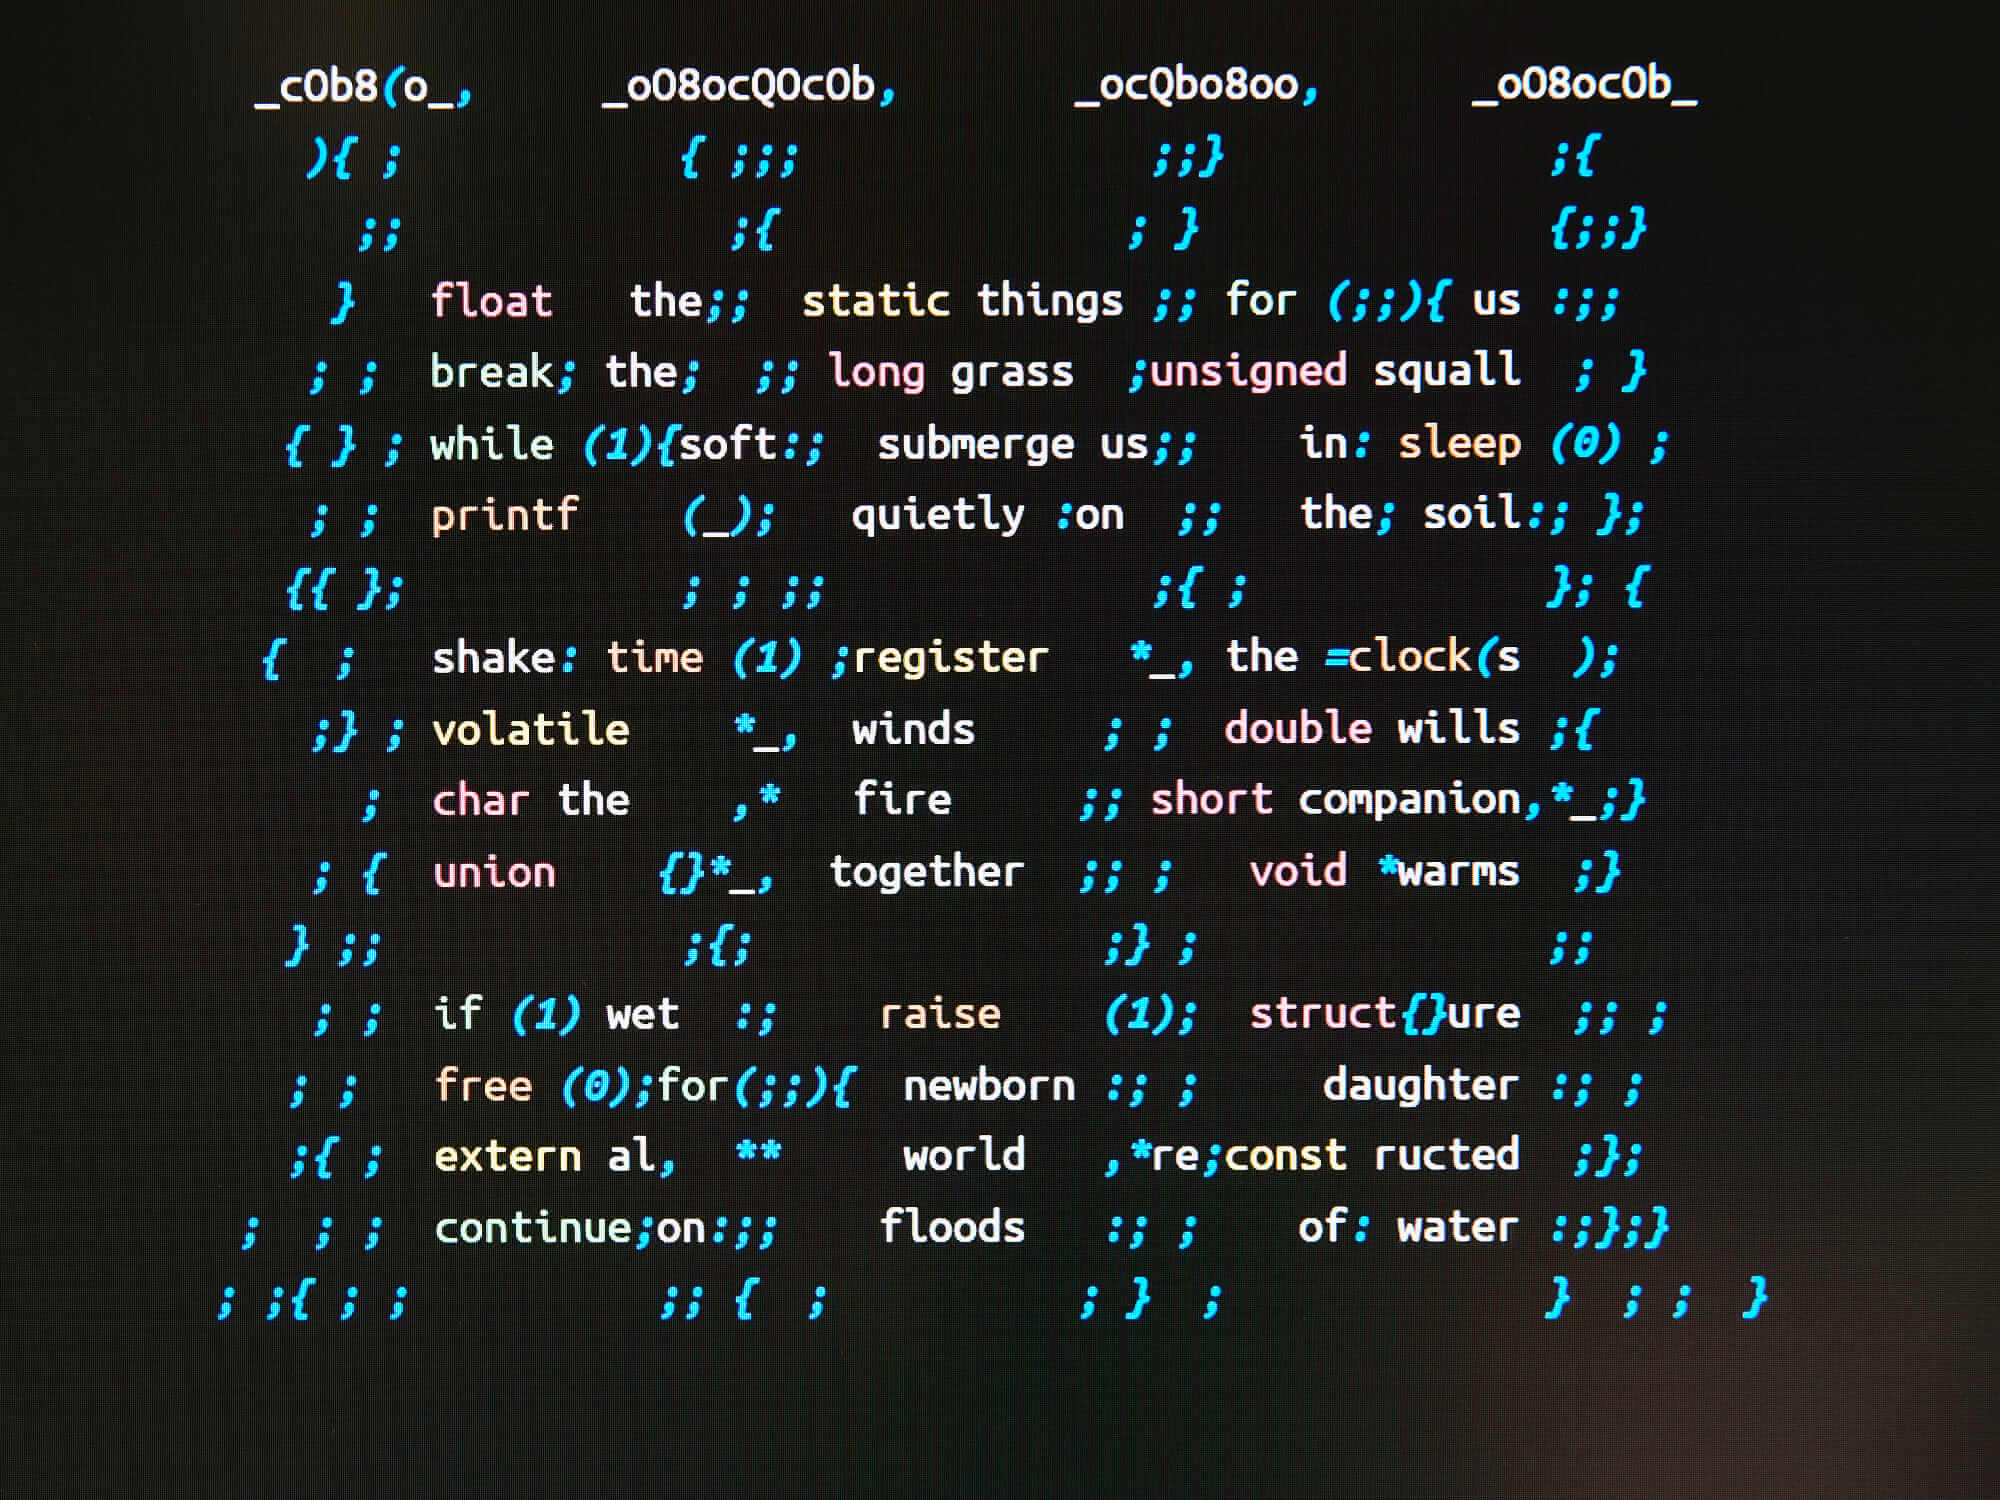 _cOb8(o_, _oO8ocQOcOb, _ocQbo8oo, _oO8ocOb_
){ ; { ;;; ;;} ;{
;; ;{ ; } {;;}
} float the;; static things ;; for (;;){ us :;;
; ; break; the; ;; long grass ;unsigned squall ; }
{ } ; while (1){soft:; submerge us;; in: sleep (0) ;
; ; printf (_); quietly :on ;; the; soil:; };
{{ }; ; ; ;; ;{ ; }; {
{ ; shake: time (1) ;register *_, the =clock(s );
;} ; volatile *_, winds ; ; double wills ;{
; char the ,* fire ;; short companion,*_;}
; { union {}*_, together ;; ; void *warms ;}
} ;; ;{; ;} ; ;;
; ; if (1) wet :; raise (1); struct{}ure ;; ;
; ; free (0);for(;;){ newborn :; ; daughter :; ;
;{ ; extern al, ** world ,*re;const ructed ;};
; ; ; continue;on:;; floods :; ; of: water :;};}
; ;{ ; ; ;; { ; ; } ; } ; ; }